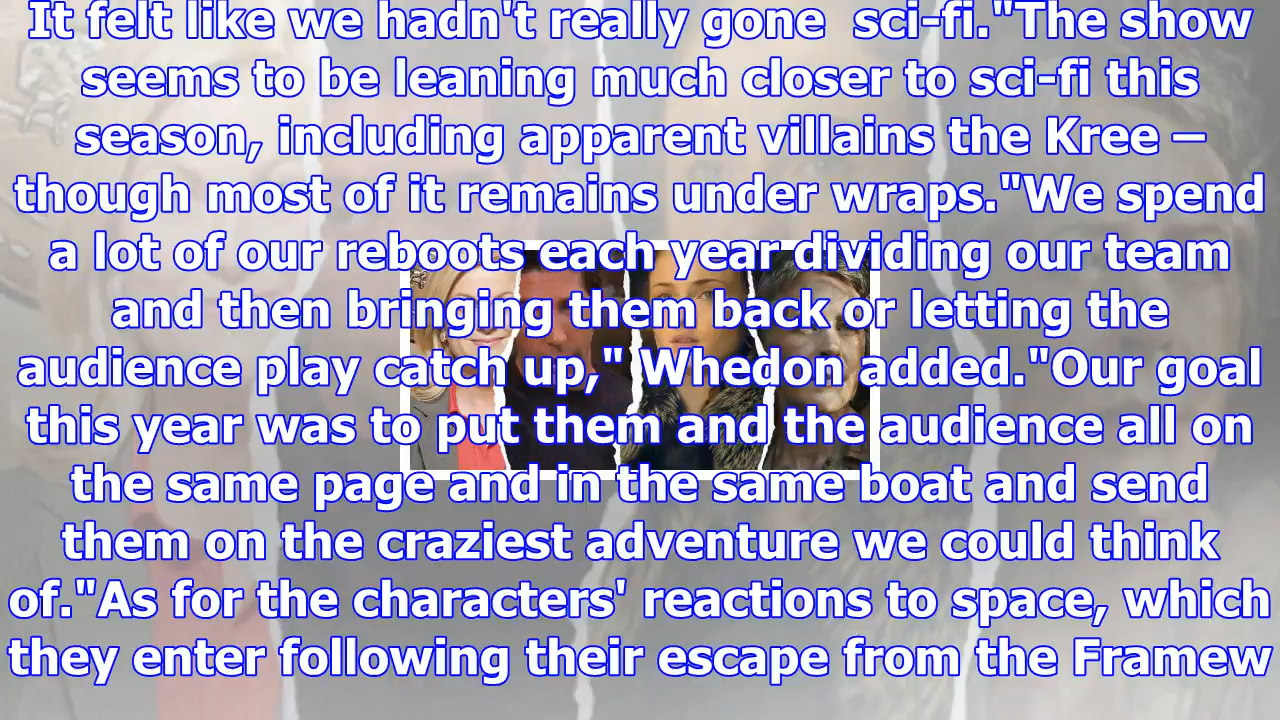 It felt like we hadn't really gone  sci-fi."The show
seems to be leaning much closer to sci-fi this
season, including apparent villains the Kree –
though most of it remains under wraps."We spend
a lot of our reboots each year dividing our team
and then bringing them back or letting the
audience play catch up,"  Whedon added."Our goal
this year was to put them and the audience all on
the same page and in the same boat and send
them on the craziest adventure we could think
of."As for the characters' reactions to space, which
they enter following their escape from the Framew